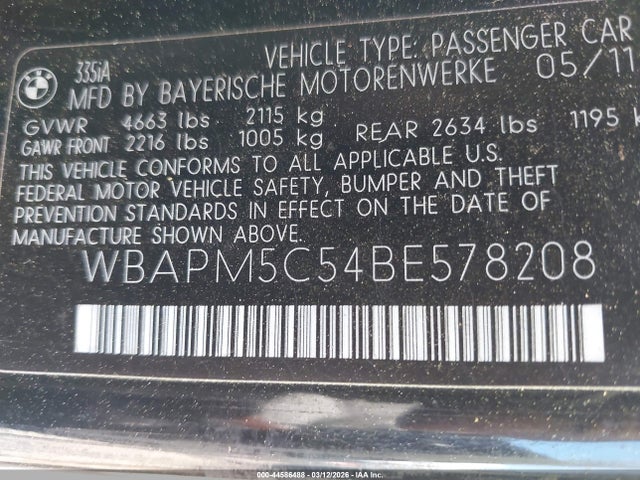 BMW
335iA
VEHICLE TYPE: PASSENGER CAR
MFD BY BAYERISCHE MOTORENWERKE 05/11
GVWR 4663 lbs 2115 kg
GAWR FRONT 2216 lbs 1005 kg REAR 2634 lbs 1195 k
THIS VEHICLE CONFORMS TO ALL APPLICABLE U.S.
FEDERAL MOTOR VEHICLE SAFETY, BUMPER AND THEFT
PREVENTION STANDARDS IN EFFECT ON THE DATE OF
MANUFACTURE SHOWN ABOVE.
WBAPM5C54BE578208
000-44586488 - 03/12/2026 - IAA Inc.